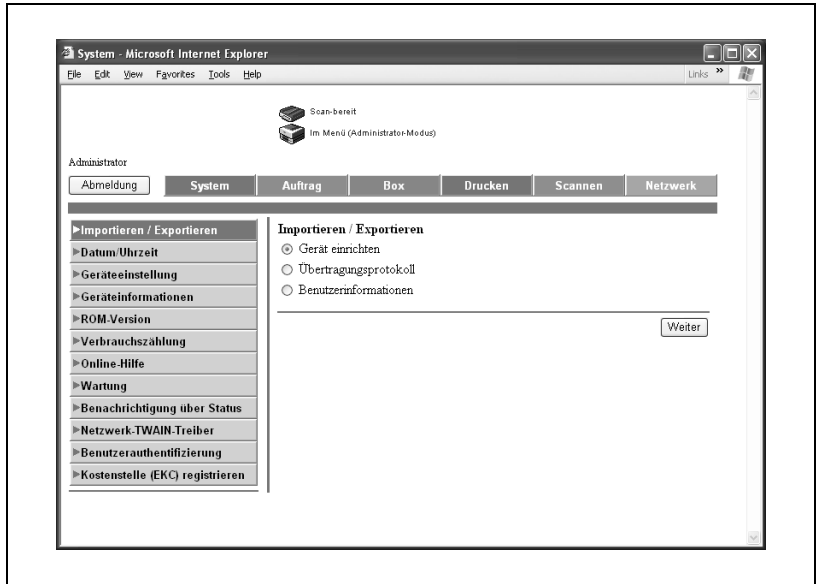 System - Microsoft Internet Explorer
File Edit View Favorites Tools Help Links »
Scan-bereit
Im Menü (Administrator-Modus)
Administrator
Abmeldung System Auftrag Box Drucken Scannen Netzwerk
Importieren / Exportieren
Datum/Uhrzeit
Geräteeinstellung
Geräteinformationen
ROM-Version
Verbrauchszählung
Online-Hilfe
Wartung
Benachrichtigung über Status
Netzwerk-TWAIN-Treiber
Benutzerauthentifizierung
Kostenstelle (EKC) registrieren
Importieren / Exportieren
Gerät einrichten
Übertragungsprotokoll
Benutzerinformationen
Weiter